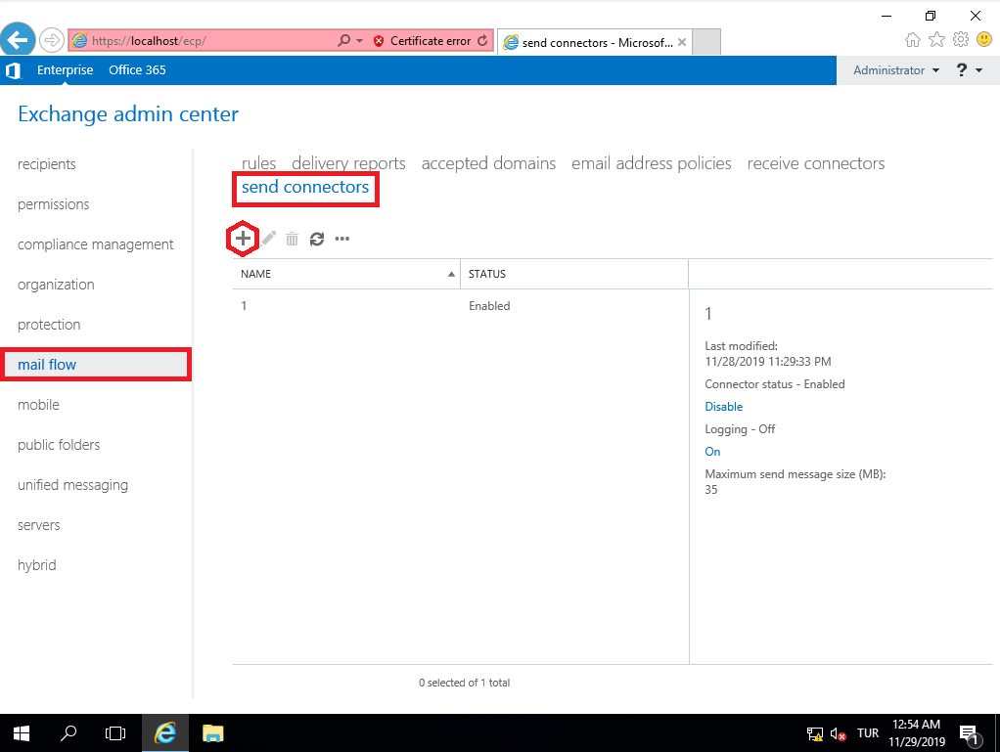 https://localhost/ecp/
Certificate error
send connectors - Microsof...
Enterprise Office 365
Administrator ?
Exchange admin center
recipients
permissions
compliance management
organization
protection
mail flow
mobile
public folders
unified messaging
servers
hybrid
rules delivery reports accepted domains email address policies receive connectors
send connectors
NAME STATUS
1 Enabled
1
Last modified:
11/28/2019 11:29:33 PM
Connector status - Enabled
Disable
Logging - Off
On
Maximum send message size (MB):
35
0 selected of 1 total
TUR
12:54 AM
11/29/2019
1